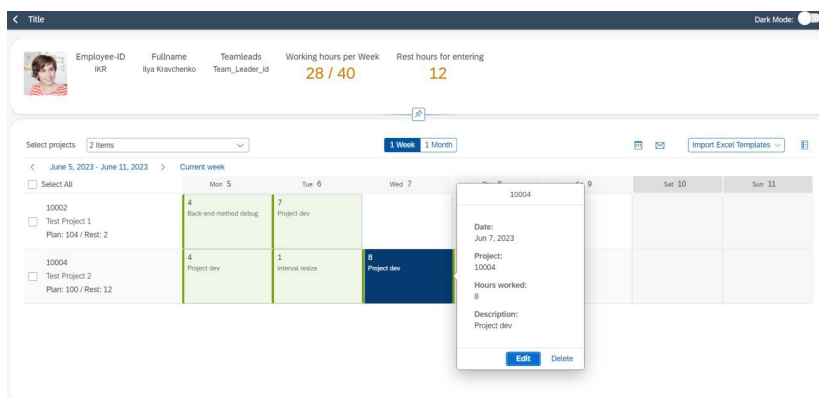 Title
Dark Mode:
Employee-ID
IKR
Fullname
Ilya Kravchenko
Teamleads
Team_Leader_id
Working hours per Week
28 / 40
Rest hours for entering
12
Select projects
2 Items
1 Week
1 Month
Import Excel Templates
June 5, 2023 - June 11, 2023
Current week
Select All
Mon 5
Tue 6
Wed 7
9
Sat 10
Sun 11
10002
Test Project 1
Plan: 104 / Rest: 2
4
Back-end method debug
7
Project dev
10004
Test Project 2
Plan: 100 / Rest: 12
4
Project dev
1
interval resize
8
Project dev
10004
Date:
Jun 7, 2023
Project:
10004
Hours worked:
8
Description:
Project dev
Edit
Delete